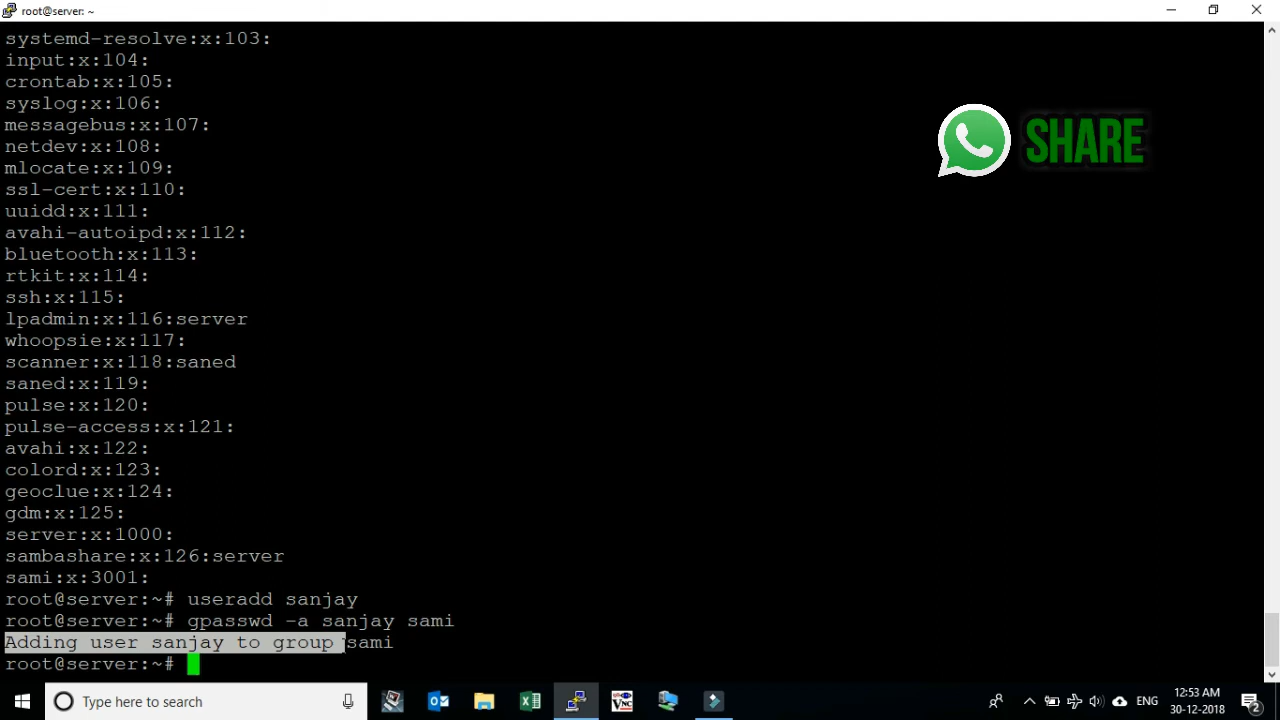 root@server: ~
systemd-resolve:x:103:
input:x:104:
crontab:x:105:
syslog:x:106:
messagebus:x:107:
netdev:x:108:
mlocate:x:109:
ssl-cert:x:110:
uuidd:x:111:
avahi-autoipd:x:112:
bluetooth:x:113:
rtkit:x:114:
ssh:x:115:
lpadmin:x:116:server
whoopsie:x:117:
scanner:x:118:saned
saned:x:119:
pulse:x:120:
pulse-access:x:121:
avahi:x:122:
colord:x:123:
geoclue:x:124:
gdm:x:125:
server:x:1000:
sambashare:x:126:server
sami:x:3001:
root@server:~# useradd sanjay
root@server:~# gpasswd -a sanjay sami
Adding user sanjay to group sami
root@server:~#
SHARE
Type here to search
ENG
12:53 AM
30-12-2018
2